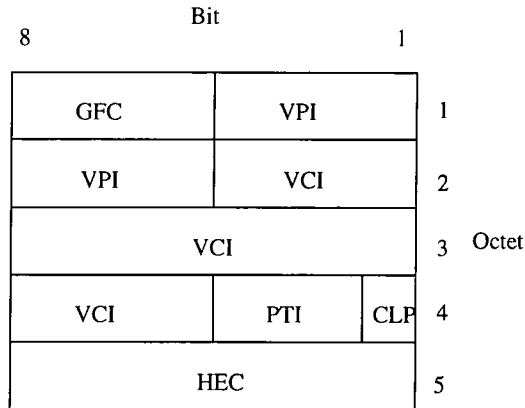 Bit
8 1
GFC VPI 1
VPI VCI 2
VCI 3 Octet
VCI PTI CLP 4
HEC 5